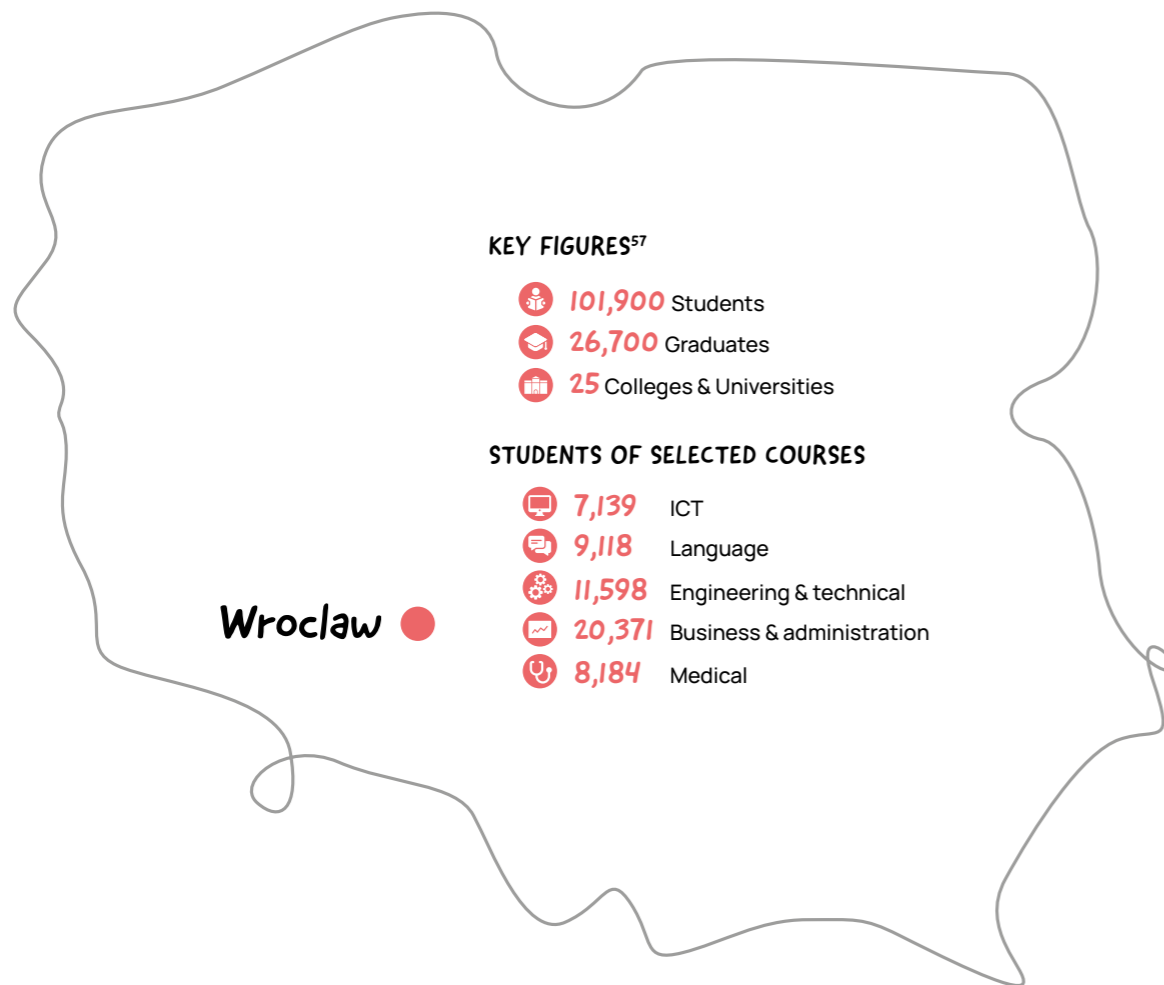 KEY FIGURES57
101,900 Students
26,700 Graduates
25 Colleges & Universities
STUDENTS OF SELECTED COURSES
7,139 ICT
9,118 Language
11,598 Engineering & technical
Wroclaw
20,371 Business & administration
8,184 Medical